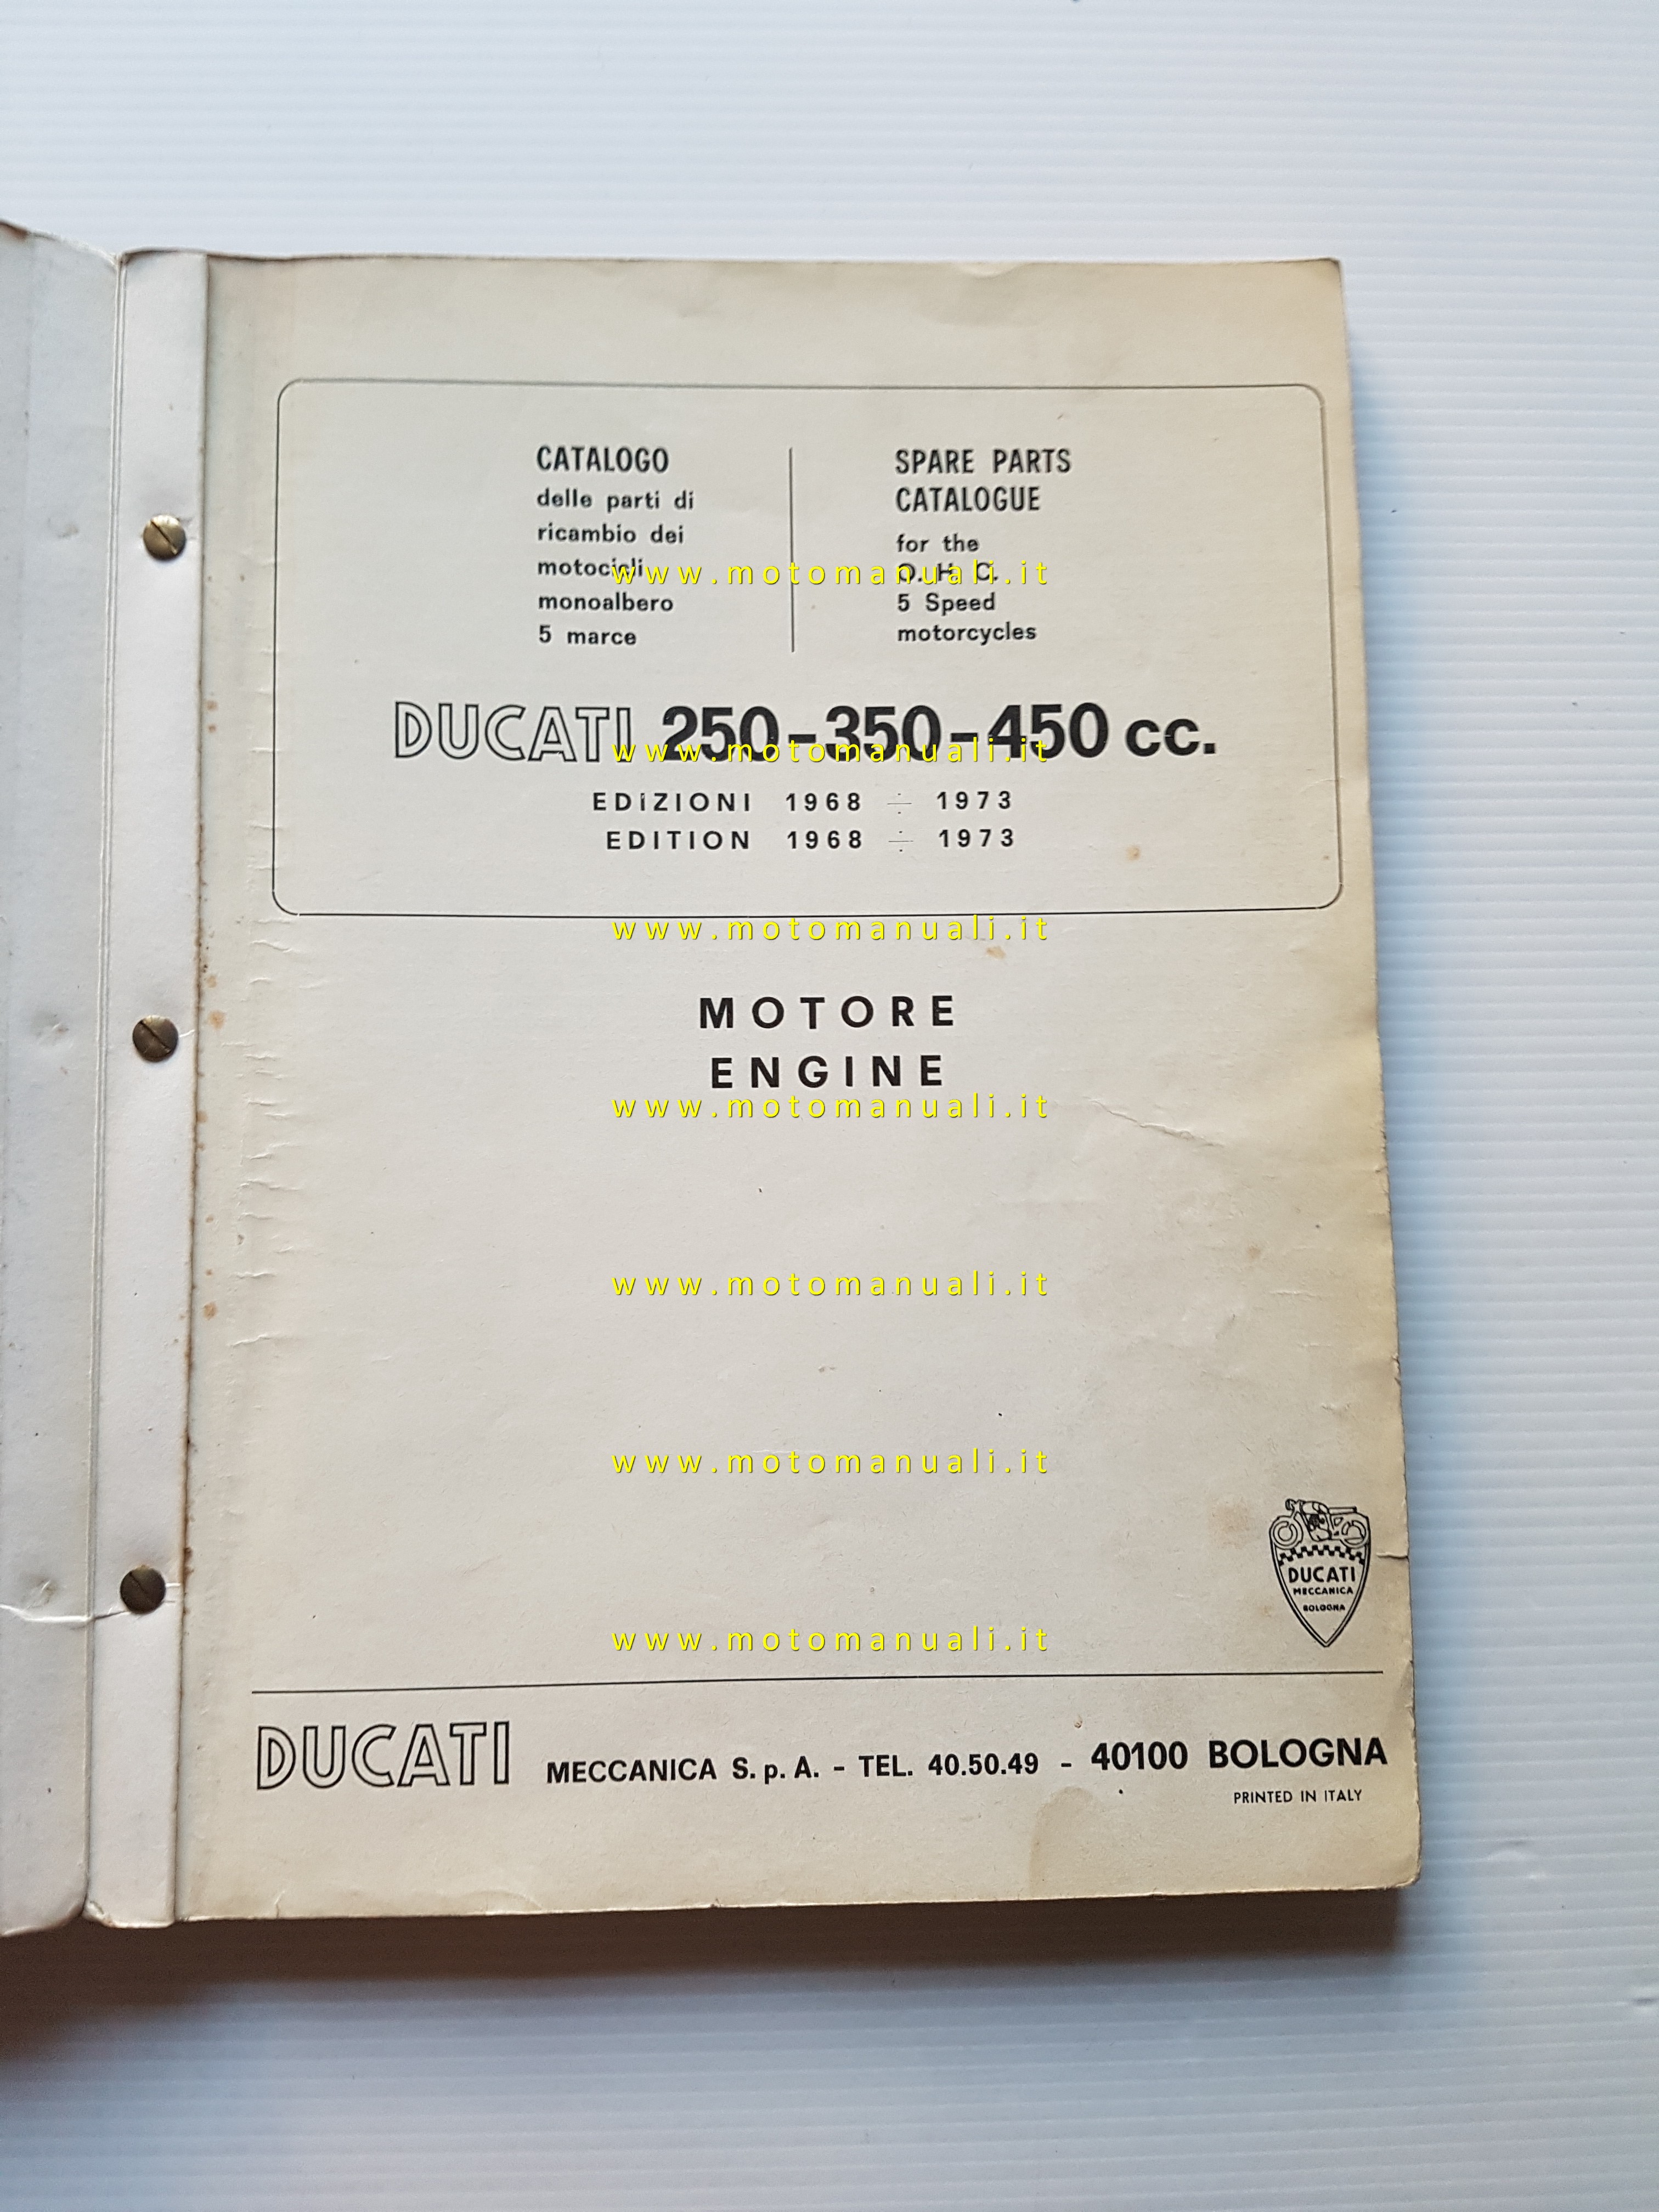 CATALOGO
delle parti di
ricambio dei
motocicli
monoalbero
5 marce
SPARE PARTS
CATALOGUE
for the
O. H. C.
5 Speed
motorcycles
www.motomanuali.it
DUCATI 250-350-450 cc.
www.motomanuali.it
EDIZIONI 1968 ÷ 1973
EDITION 1968 ÷ 1973
www.motomanuali.it
MOTORE
ENGINE
www.motomanuali.it
www.motomanuali.it
www.motomanuali.it
DUCATI
MECCANICA
BOLOGNA
www.motomanuali.it
DUCATI MECCANICA S.p.A. - TEL. 40.50.49 - 40100 BOLOGNA
PRINTED IN ITALY